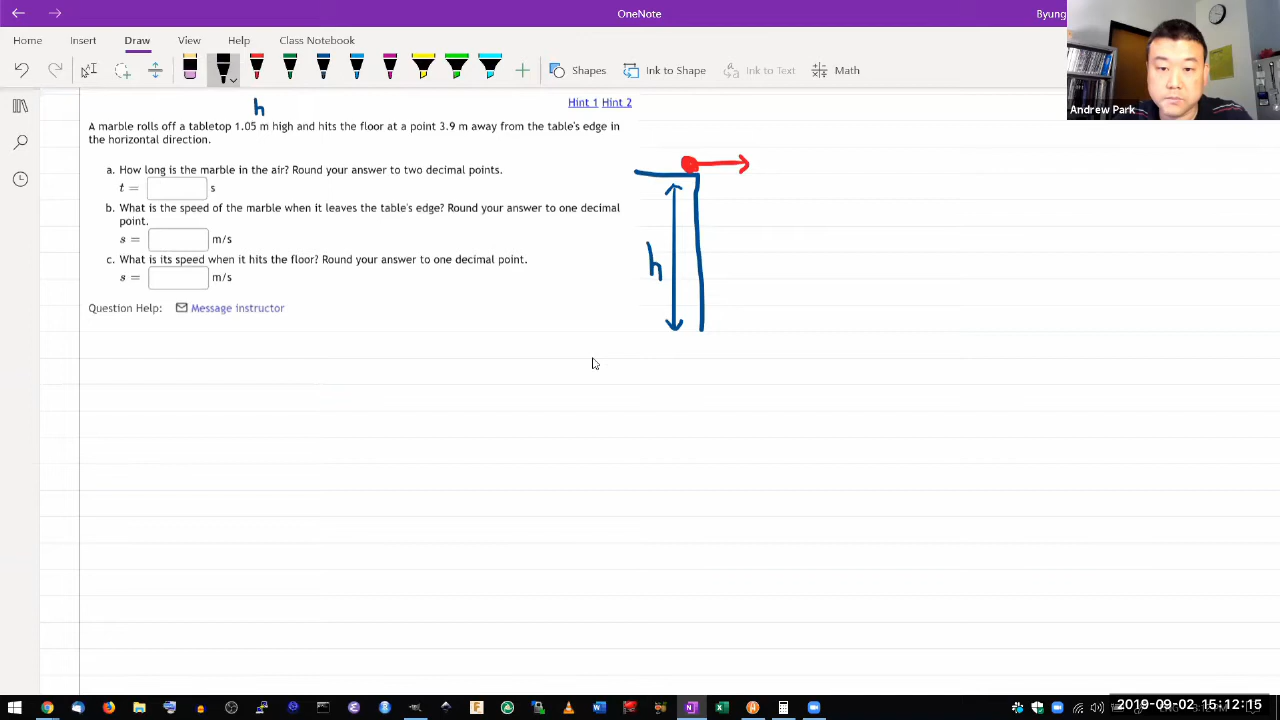 OneNote
Byung
Home Insert Draw View Help Class Notebook
Shapes Ink to Shape Ink to Text Math
Andrew Park
h
Hint 1 Hint 2
A marble rolls off a tabletop 1.05 m high and hits the floor at a point 3.9 m away from the table's edge in
the horizontal direction.
a. How long is the marble in the air? Round your answer to two decimal points.
t = s
b. What is the speed of the marble when it leaves the table's edge? Round your answer to one decimal
point.
s = m/s
c. What is its speed when it hits the floor? Round your answer to one decimal point.
s = m/s
h
Question Help: Message instructor
2019-09-02 15:12:15